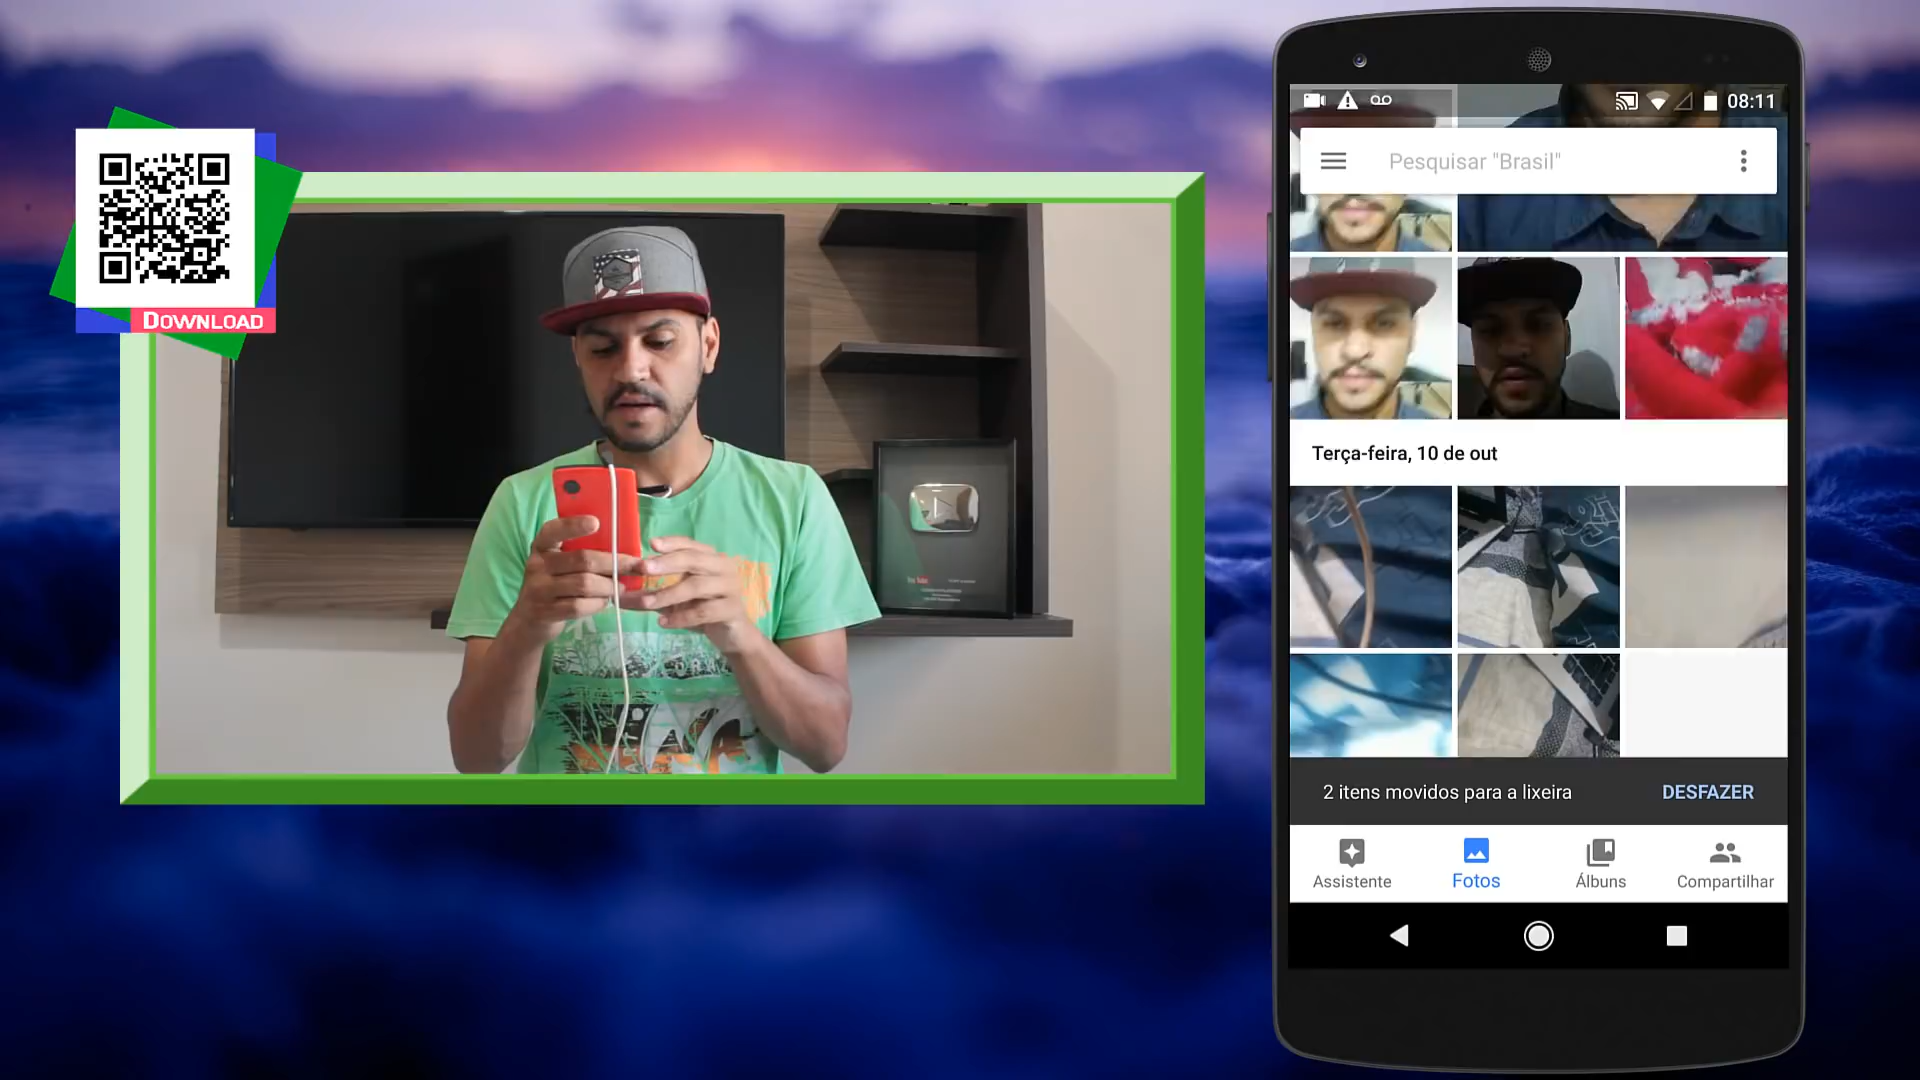 DOWNLOAD
08:11
Pesquisar "Brasil"
Terça-feira, 10 de out
2 itens movidos para a lixeira
DESFAZER
Assistente
Fotos
Álbuns
Compartilhar